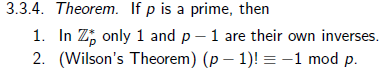 3.3.4. Theorem. If p is a prime, then
1. In ℤ*ₚ only 1 and p − 1 are their own inverses.
2. (Wilson's Theorem) (p − 1)! ≡ −1 mod p.